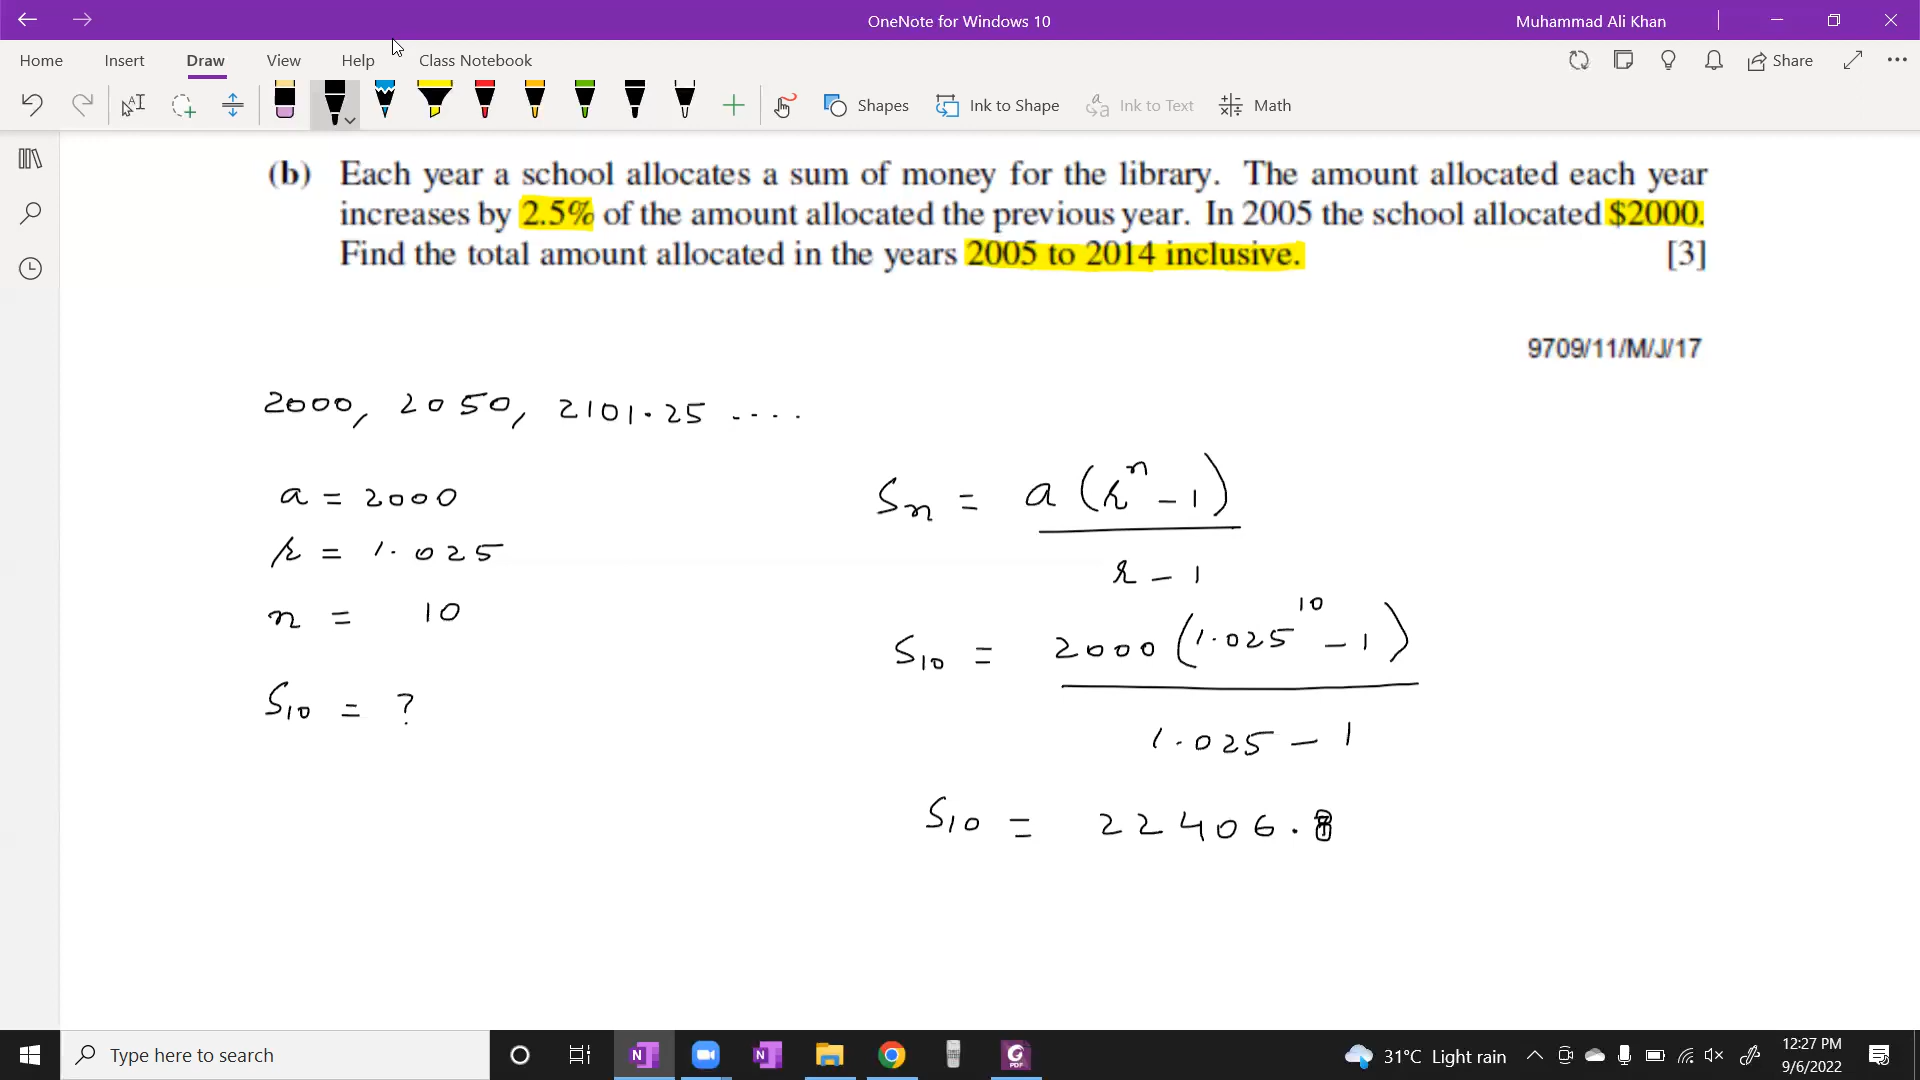 OneNote for Windows 10
Muhammad Ali Khan
Home Insert Draw View Help Class Notebook
Share
Shapes Ink to Shape Ink to Text Math
(b) Each year a school allocates a sum of money for the library. The amount allocated each year
increases by 2.5% of the amount allocated the previous year. In 2005 the school allocated $2000.
Find the total amount allocated in the years 2005 to 2014 inclusive. [3]
9709/11/M/J/17
2000, 2050, 2101.25 ....
a = 2000
r = 1.025
n = 10
S10 = ?
Sn = a(r^n - 1)
r - 1
S10 = 2000(1.025^10 - 1)
1.025 - 1
S10 = 22406.
Type here to search
31°C Light rain
12:27 PM
9/6/2022